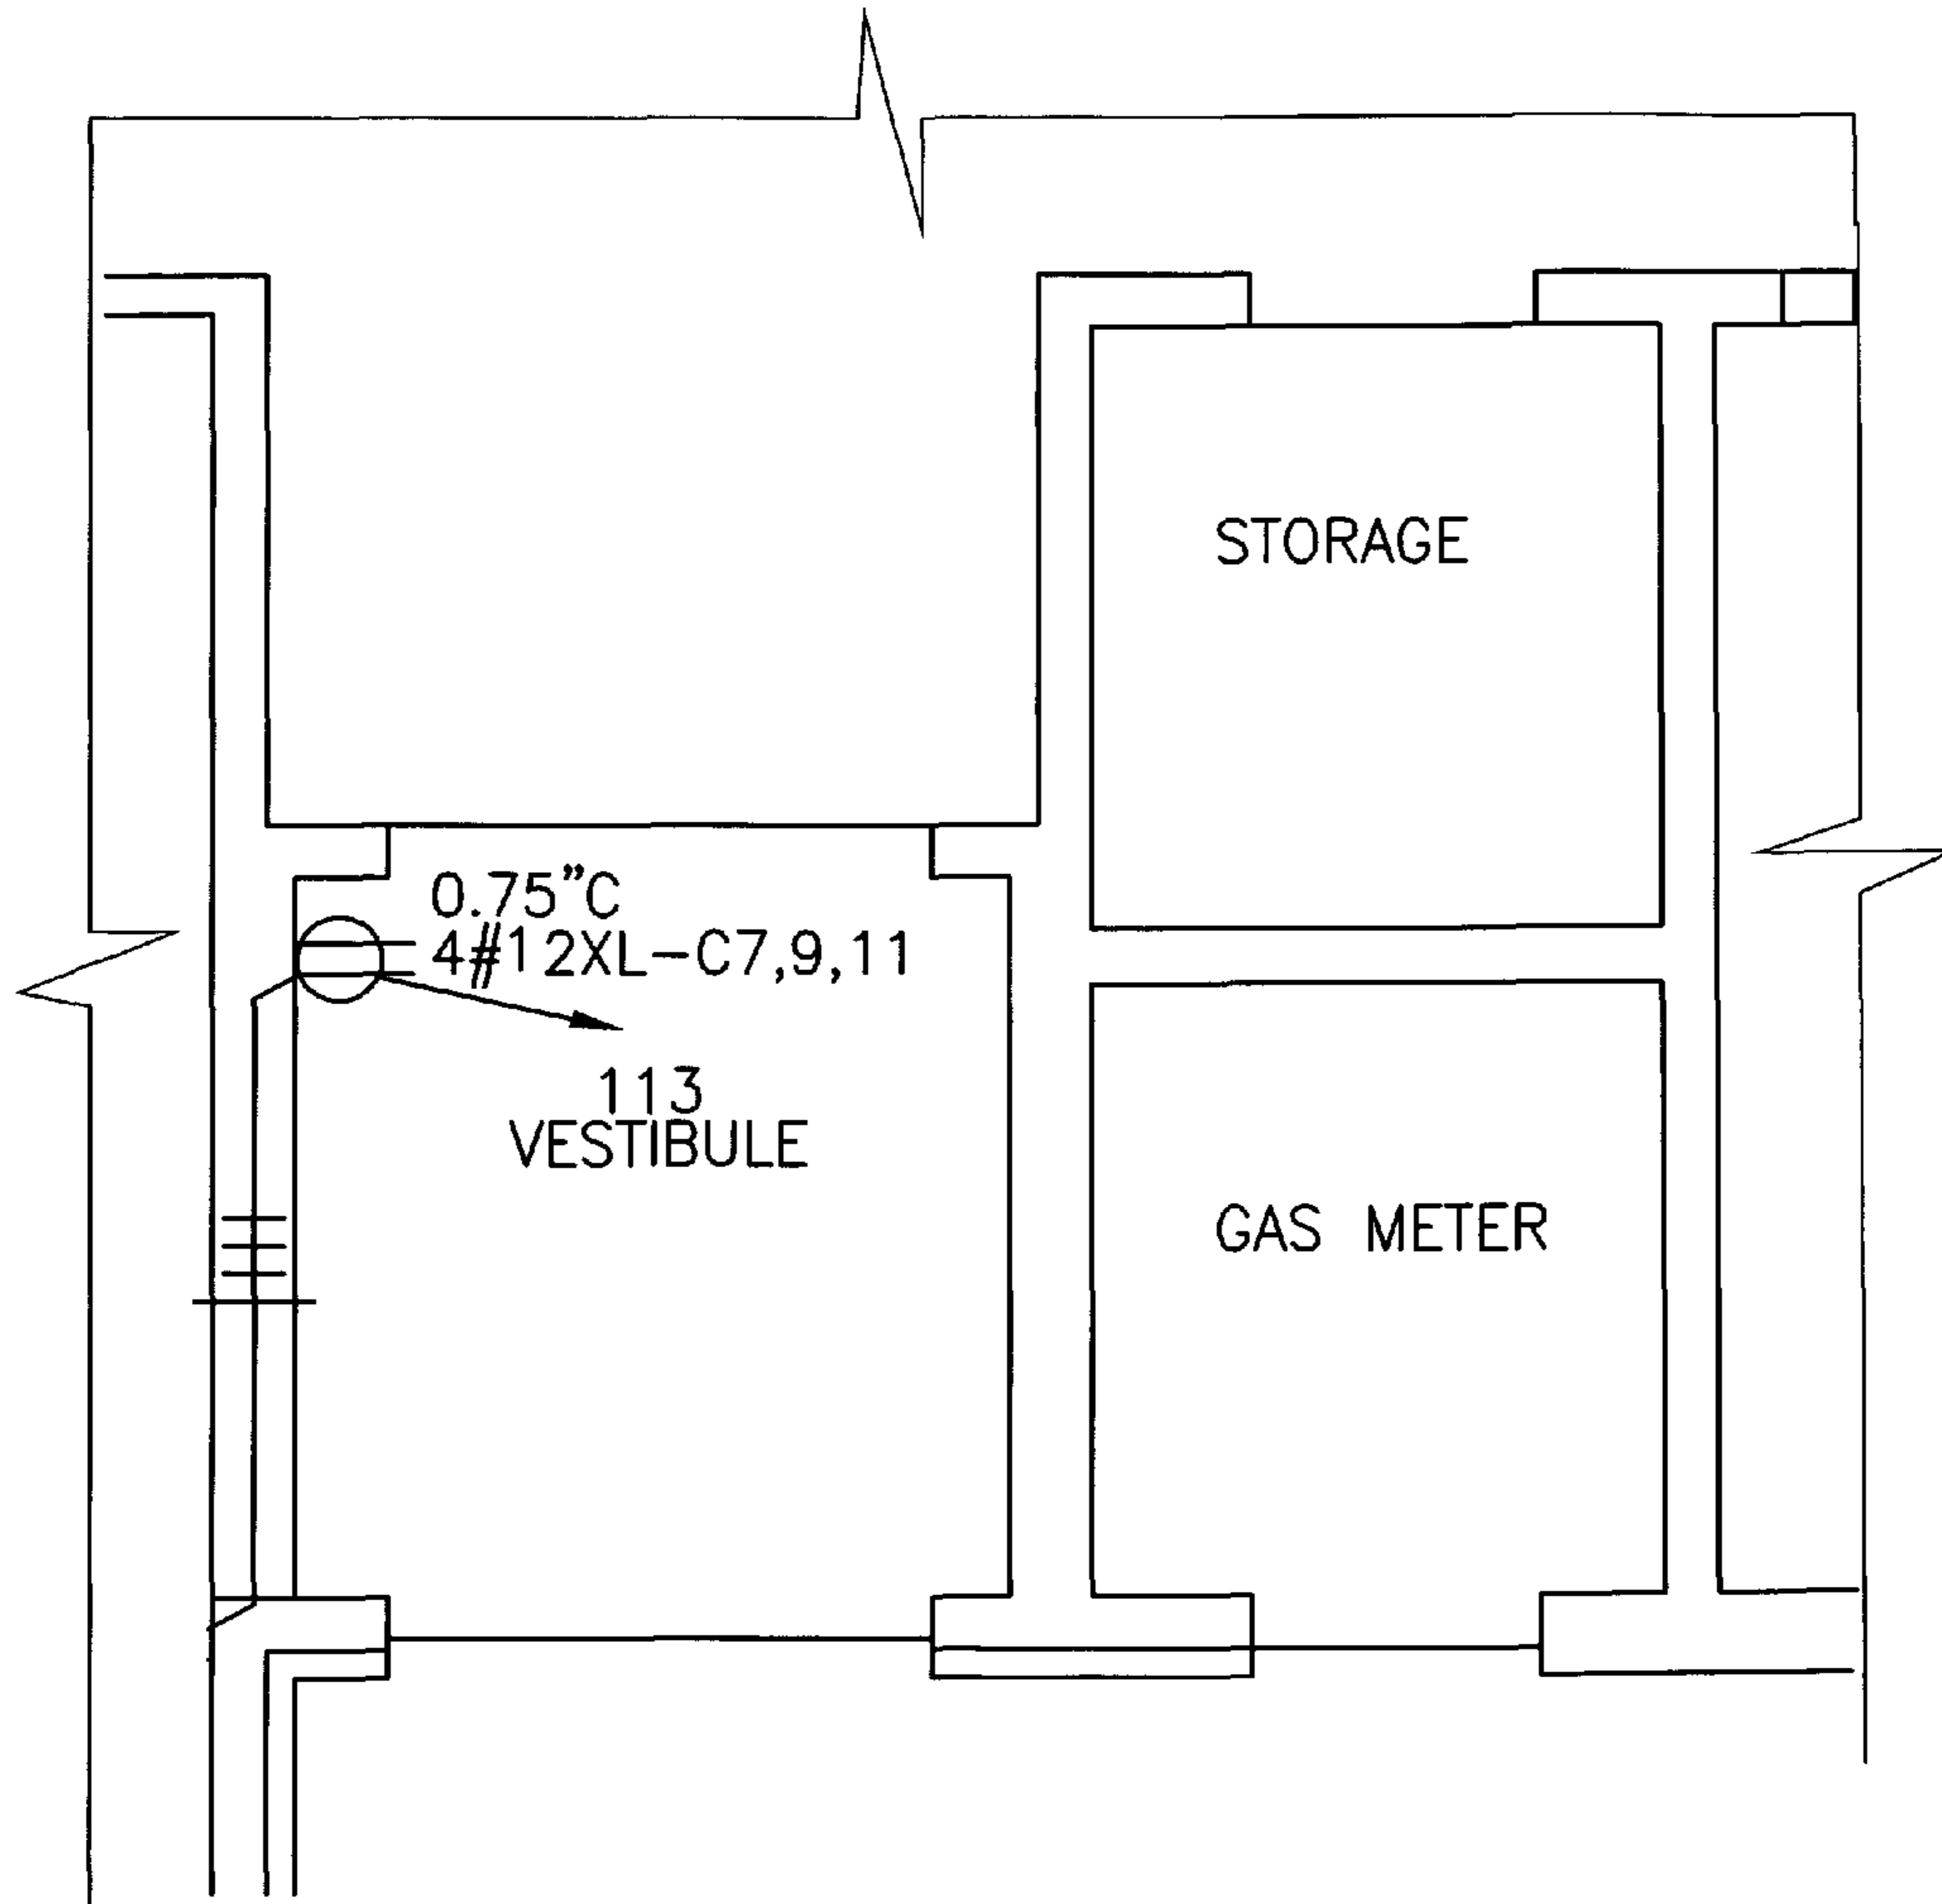 STORAGE
0.75"C
4#12XL-C7,9,11
113
VESTIBULE
GAS METER